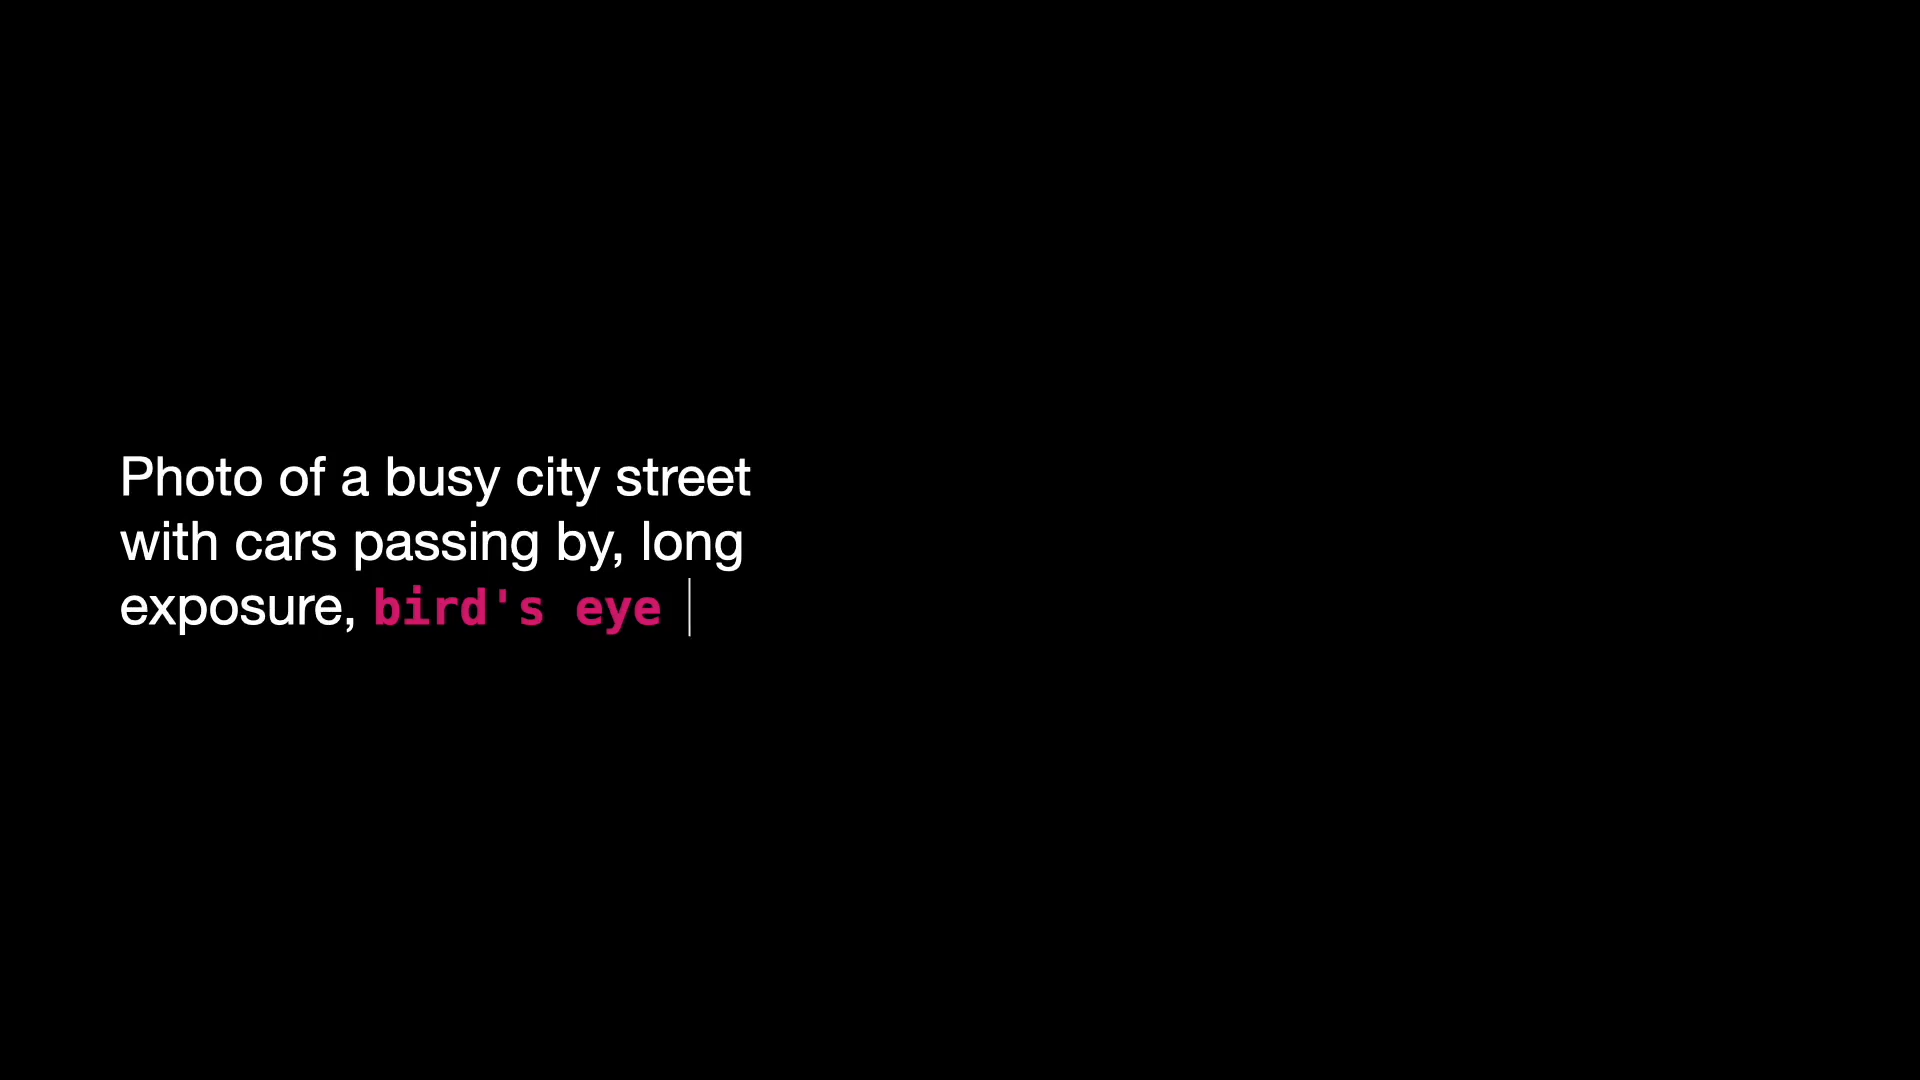 Photo of a busy city street
with cars passing by, long
exposure, bird's eye